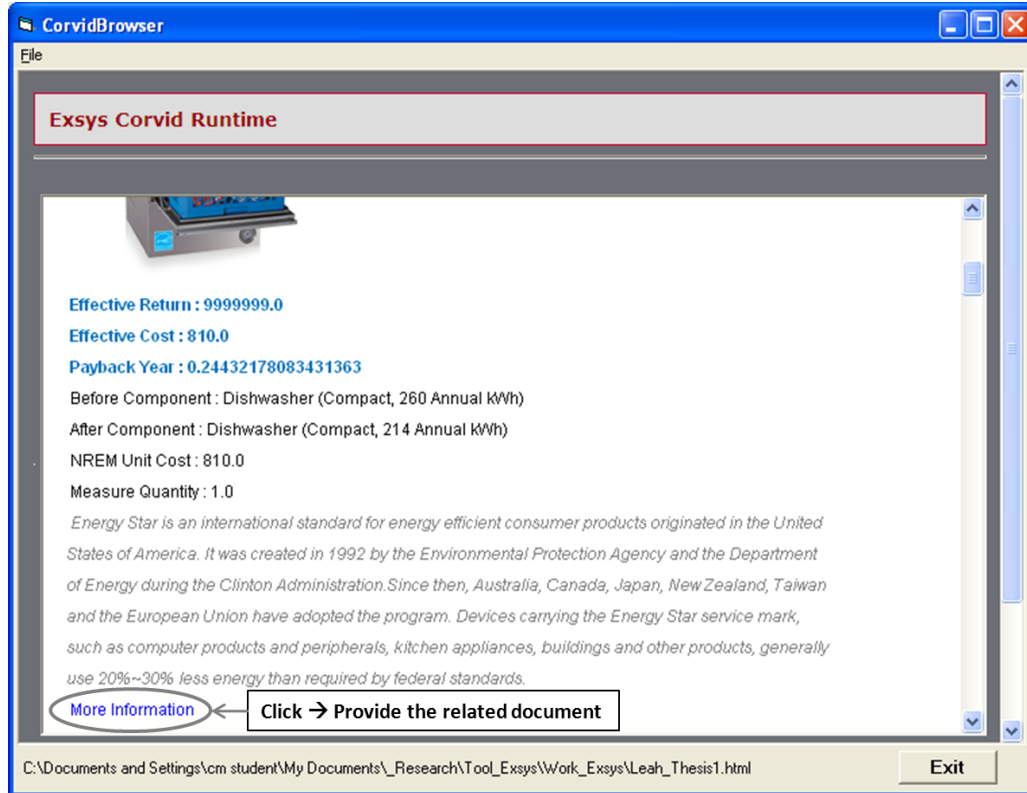 CorvidBrowser
File
Exsys Corvid Runtime
Effective Return : 9999999.0
Effective Cost : 810.0
Payback Year : 0.24432178083431363
Before Component : Dishwasher (Compact, 260 Annual kWh)
After Component : Dishwasher (Compact, 214 Annual kWh)
NREM Unit Cost : 810.0
Measure Quantity : 1.0
Energy Star is an international standard for energy efficient consumer products originated in the United
States of America. It was created in 1992 by the Environmental Protection Agency and the Department
of Energy during the Clinton Administration.Since then, Australia, Canada, Japan, New Zealand, Taiwan
and the European Union have adopted the program. Devices carrying the Energy Star service mark,
such as computer products and peripherals, kitchen appliances, buildings and other products, generally
use 20%~30% less energy than required by federal standards.
More Information
Click → Provide the related document
C:\Documents and Settings\cm student\My Documents\_Research\Tool_Exsys\Work_Exsys\Leah_Thesis1.html
Exit